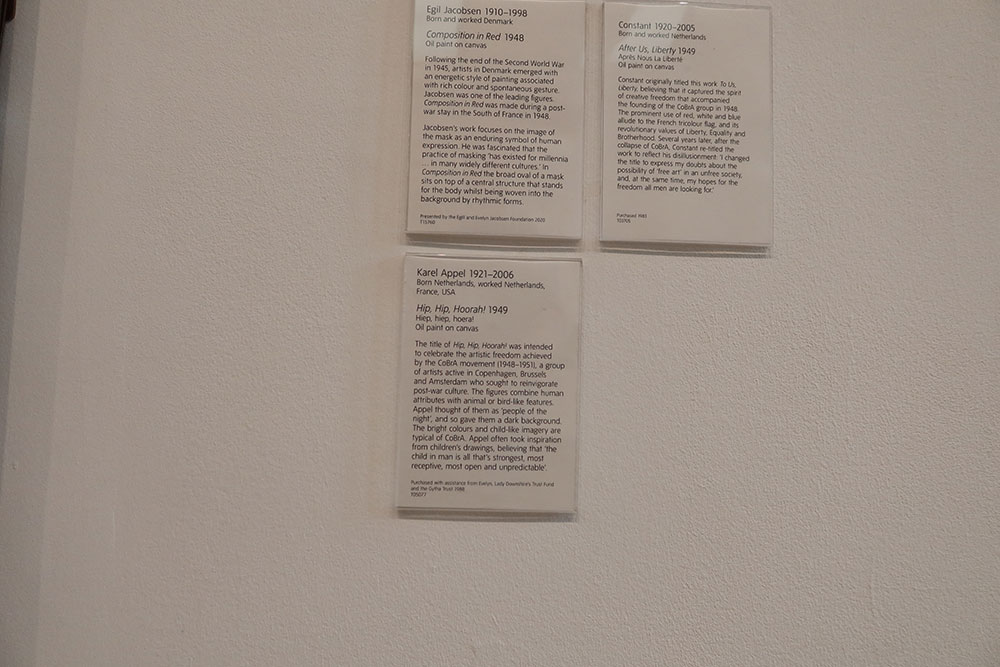 Egil Jacobsen 1910–1998
Born and worked Denmark
Composition in Red 1948
Oil paint on canvas
Following the end of the Second World War
in 1945, artists in Denmark emerged with
an energetic style of painting associated
with rich colour and spontaneous gesture.
Jacobsen was one of the leading figures.
Composition in Red was made during a post-
war stay in the South of France in 1948.
Jacobsen's work focuses on the image of
the mask as an enduring symbol of human
expression. He was fascinated that the
practice of masking 'has existed for millennia
... in many widely different cultures.' In
Composition in Red the broad oval of a mask
sits on top of a central structure that stands
for the body whilst being woven into the
background by rhythmic forms.
Presented by the Egill and Evelyn Jacobsen Foundation 2020
T15760
Constant 1920–2005
Born and worked Netherlands
After Us, Liberty 1949
Après Nous La Liberté
Oil paint on canvas
Constant originally titled this work To Us,
Liberty, believing that it captured the spirit
of creative freedom that accompanied
the founding of the CoBrA group in 1948.
The prominent use of red, white and blue
allude to the French tricolour flag, and its
revolutionary values of Liberty, Equality and
Brotherhood. Several years later, after the
collapse of CoBrA, Constant re-titled the
work to reflect his disillusionment: 'I changed
the title to express my doubts about the
possibility of 'free art' in an unfree society,
and, at the same time, my hopes for the
freedom all men are looking for.'
Purchased 1983
Karel Appel 1921–2006
Born Netherlands, worked Netherlands,
France, USA
Hip, Hip, Hoorah! 1949
Hiep, hiep, hoera!
Oil paint on canvas
The title of Hip, Hip, Hoorah! was intended
to celebrate the artistic freedom achieved
by the CoBrA movement (1948–1951), a group
of artists active in Copenhagen, Brussels
and Amsterdam who sought to reinvigorate
post-war culture. The figures combine human
attributes with animal or bird-like features.
Appel thought of them as 'people of the
night', and so gave them a dark background.
The bright colours and child-like imagery are
typical of CoBrA. Appel often took inspiration
from children's drawings, believing that 'the
child in man is all that's strongest, most
receptive, most open and unpredictable'.
Purchased with assistance from Evelyn, Lady Downshire's Trust Fund
and the Gytha Trust 1988
T05077